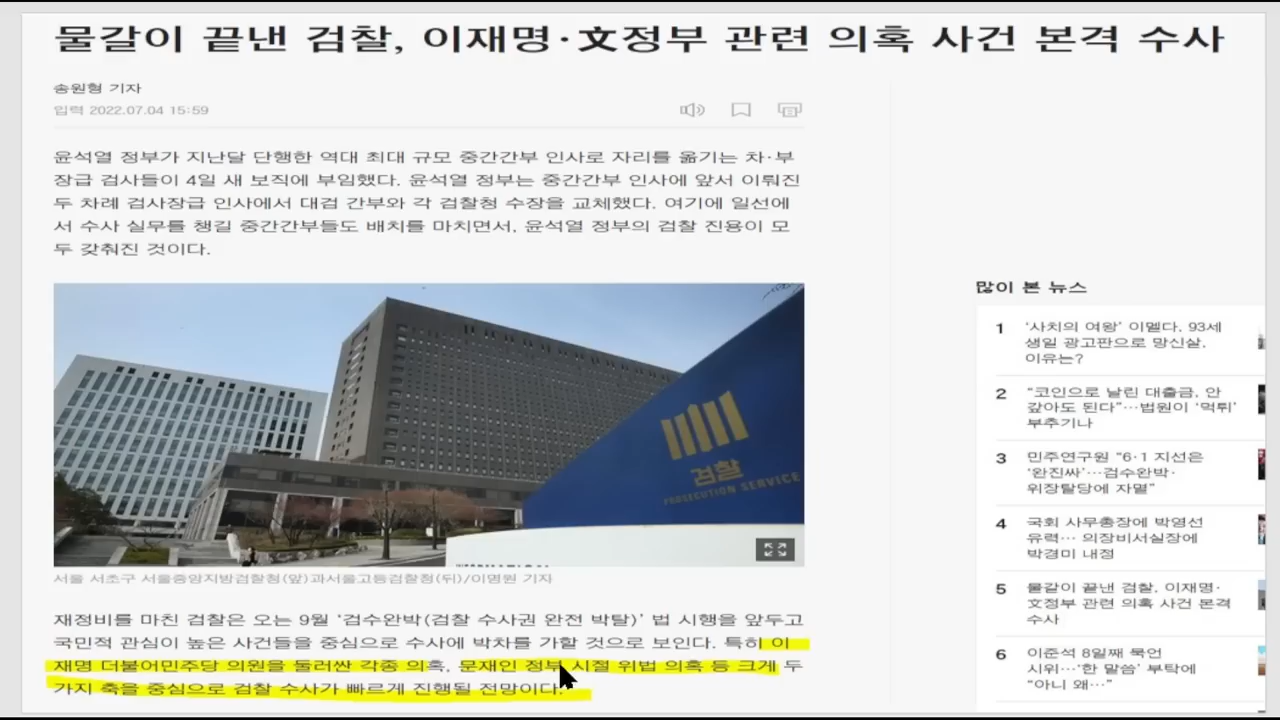 물갈이 끝낸 검찰, 이재명·文정부 관련 의혹 사건 본격 수사
송원형 기자
입력 2022.07.04 15:59
윤석열 정부가 지난달 단행한 역대 최대 규모 중간간부 인사로 자리를 옮기는 차·부
장급 검사들이 4일 새 보직에 부임했다. 윤석열 정부는 중간간부 인사에 앞서 이뤄진
두 차례 검사장급 인사에서 대검 간부와 각 검찰청 수장을 교체했다. 여기에 일선에
서 수사 실무를 챙길 중간간부들도 배치를 마치면서, 윤석열 정부의 검찰 진용이 모
두 갖춰진 것이다.
검찰
PROSECUTION SERVICE
서울 서초구 서울중앙지방검찰청(앞)과서울고등검찰청(뒤)/이명원 기자
재정비를 마친 검찰은 오는 9월 ‘검수완박(검찰 수사권 완전 박탈)’ 법 시행을 앞두고
국민적 관심이 높은 사건들을 중심으로 수사에 박차를 가할 것으로 보인다. 특히 이
재명 더불어민주당 의원을 둘러싼 각종 의혹, 문재인 정부 시절 위법 의혹 등 크게 두
가지 축을 중심으로 검찰 수사가 빠르게 진행될 전망이다.
많이 본 뉴스
1 ‘사치의 여왕’ 이멜다, 93세
생일 광고판으로 망신살,
이유는?
2 “코인으로 날린 대출금, 안
갚아도 된다”…법원이 ‘먹튀’
부추기나
3 민주연구원 “6·1 지선은
‘완진싸’…검수완박·
위장탈당에 자멸”
4 국회 사무총장에 박영선
유력… 의장비서실장에
박경미 내정
5 물갈이 끝낸 검찰, 이재명·
文정부 관련 의혹 사건 본격
수사
6 이준석 8일째 묵언
시위…‘한 말씀’ 부탁에
“아니 왜…”